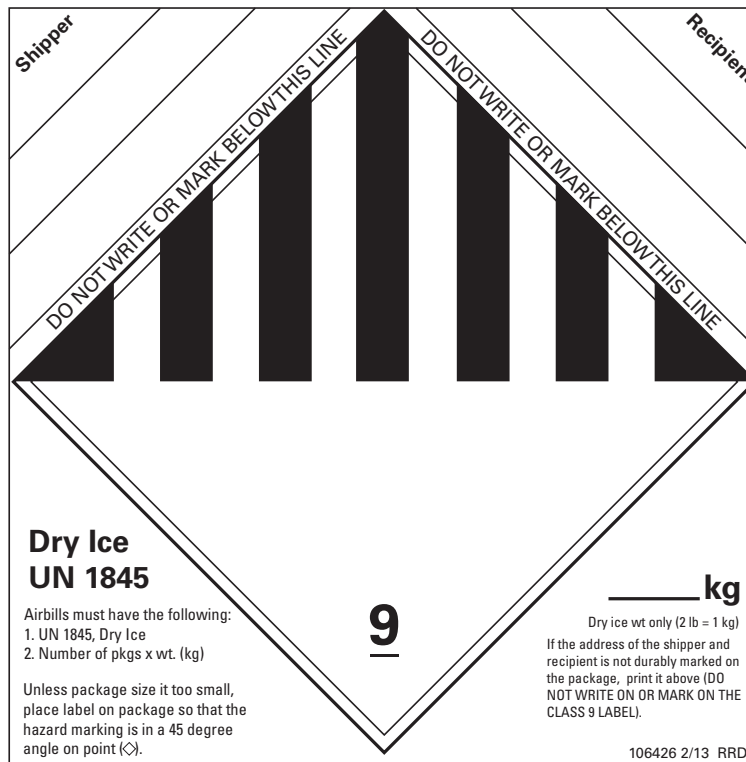 Shipper
Recipient
DO NOT WRITE OR MARK BELOW THIS LINE
DO NOT WRITE OR MARK BELOW THIS LINE
Dry Ice
UN 1845
Airbills must have the following:
1. UN 1845, Dry Ice
2. Number of pkgs x wt. (kg)
Unless package size it too small,
place label on package so that the
hazard marking is in a 45 degree
angle on point (◇).
9
kg
Dry ice wt only (2 lb = 1 kg)
If the address of the shipper and
recipient is not durably marked on
the package, print it above (DO
NOT WRITE ON OR MARK ON THE
CLASS 9 LABEL).
106426 2/13 RRD